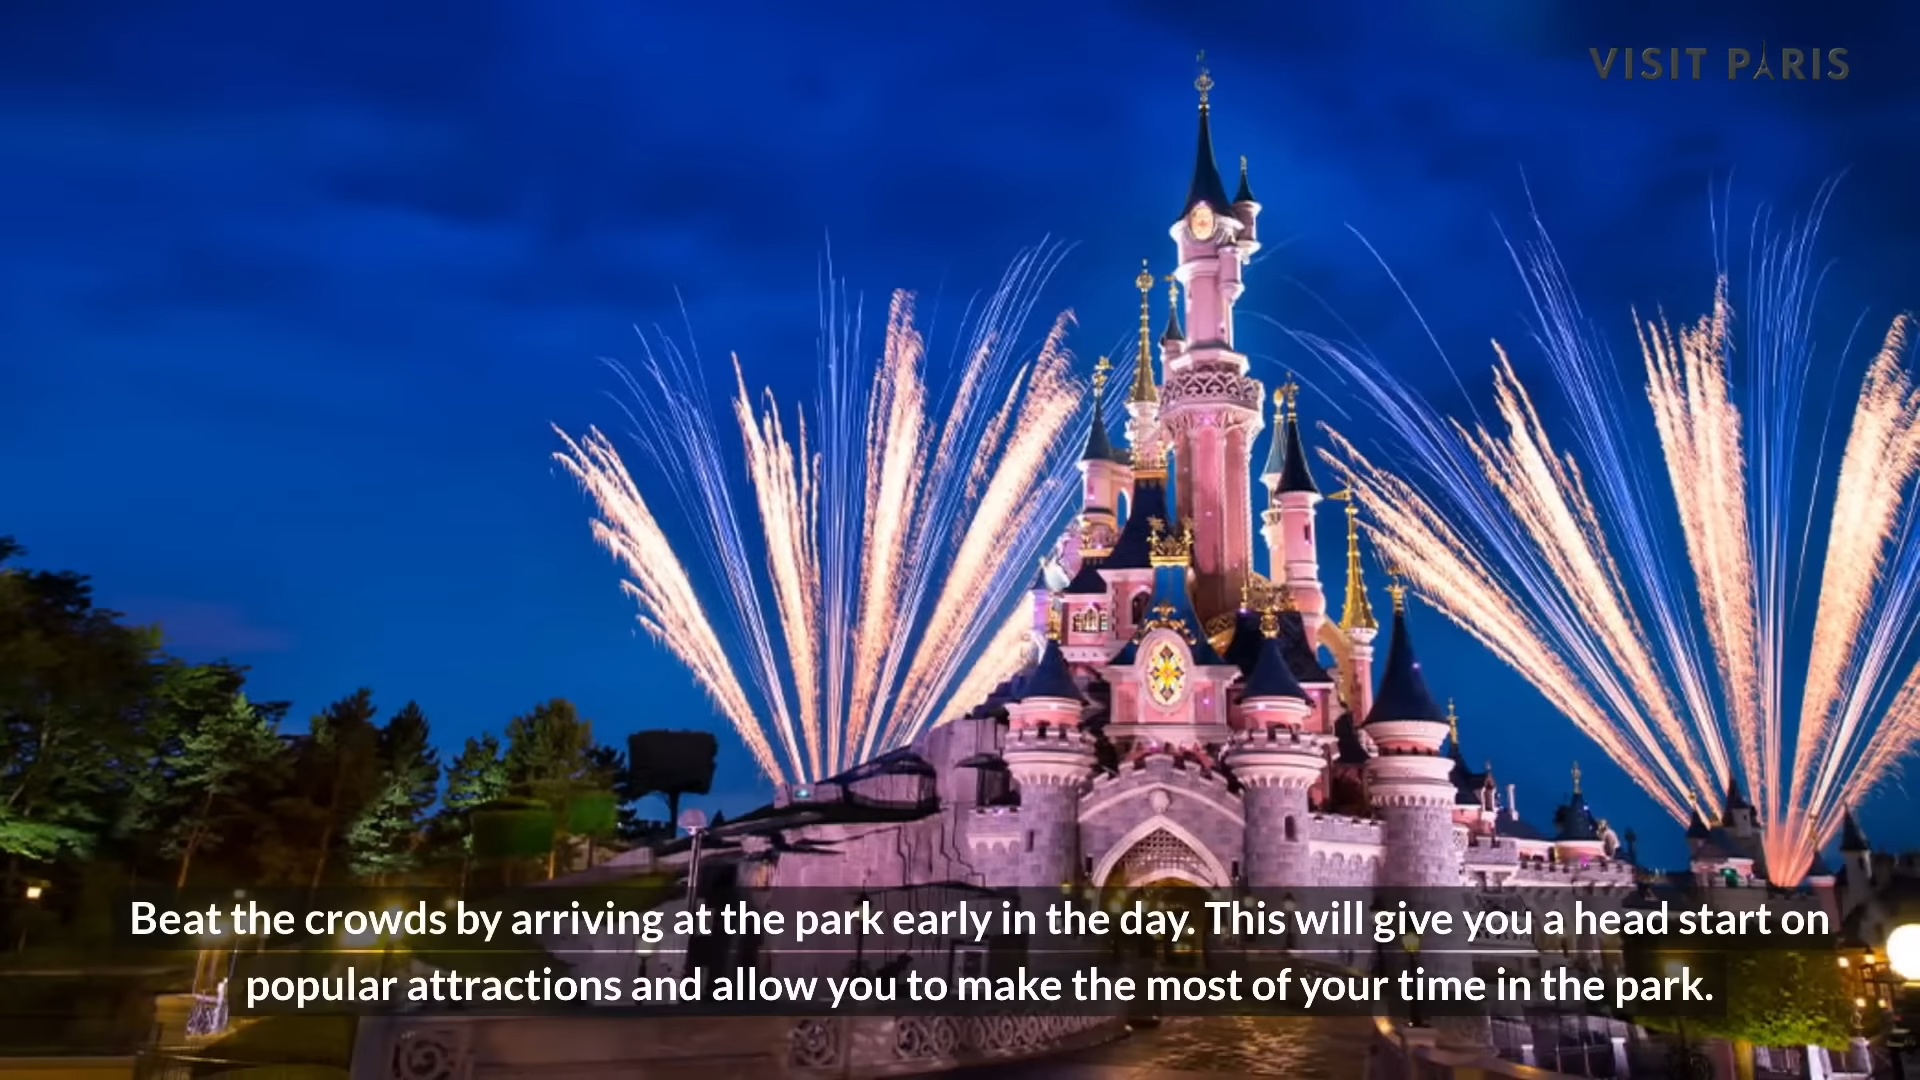 VISIT PARIS
Beat the crowds by arriving at the park early in the day. This will give you a head start on
popular attractions and allow you to make the most of your time in the park.